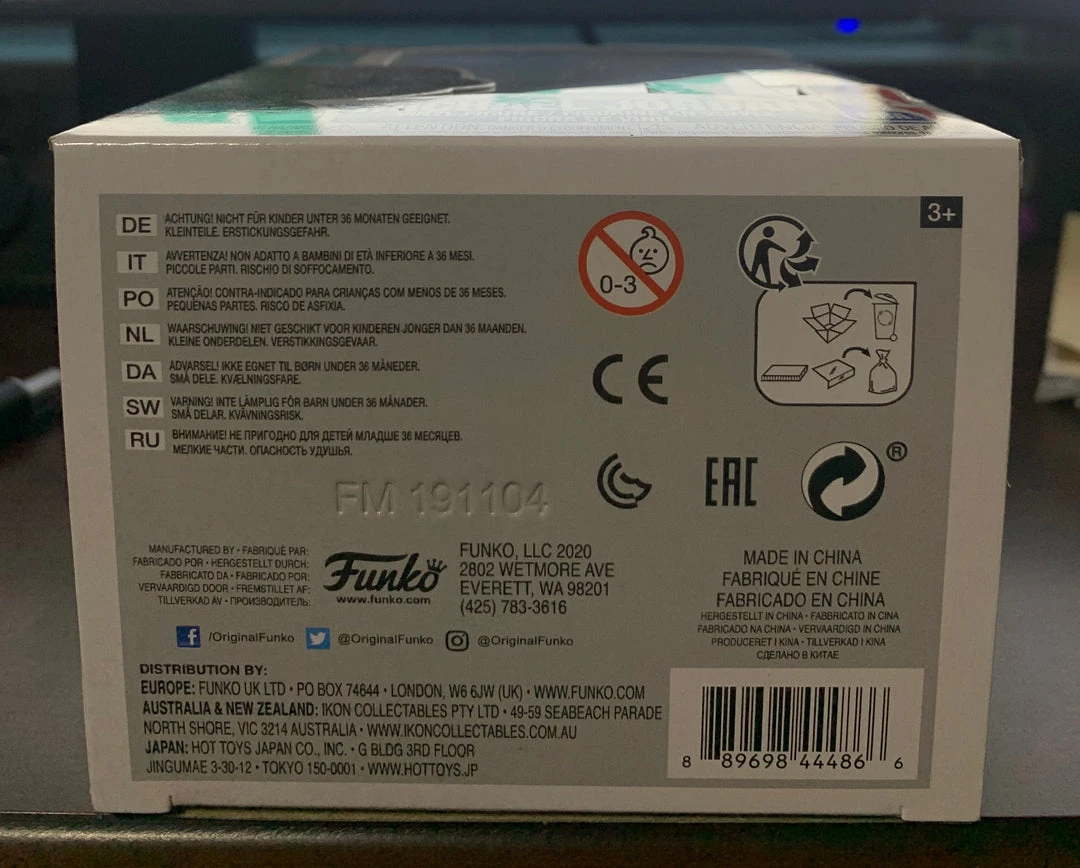 MICHAEL JORDAN
3+
DE
ACHTUNG! NICHT FÜR KINDER UNTER 36 MONATEN GEEIGNET.
KLEINTEILE. ERSTICKUNGSGEFAHR.
IT
AVVERTENZA! NON ADATTO A BAMBINI DI ETÀ INFERIORE A 36 MESI.
PICCOLE PARTI. RISCHIO DI SOFFOCAMENTO.
PO
ATENÇÃO! CONTRA-INDICADO PARA CRIANÇAS COM MENOS DE 36 MESES.
PEQUENAS PARTES. RISCO DE ASFIXIA.
NL
WAARSCHUWING! NIET GESCHIKT VOOR KINDEREN JONGER DAN 36 MAANDEN.
KLEINE ONDERDELEN. VERSTIKKINGSGEVAAR.
DA
ADVARSEL! IKKE EGNET TIL BØRN UNDER 36 MÅNEDER.
SMÅ DELE. KVÆLNINGSFARE.
SW
VARNING! INTE LÄMPLIG FÖR BARN UNDER 36 MÅNADER.
SMÅ DELAR. KVÄVNINGSRISK.
RU
ВНИМАНИЕ! НЕ ПРИГОДНО ДЛЯ ДЕТЕЙ МЛАДШЕ 36 МЕСЯЦЕВ.
МЕЛКИЕ ЧАСТИ. ОПАСНОСТЬ УДУШЬЯ.
0-3
CE
EAC
®
FM 191104
MANUFACTURED BY • FABRIQUÉ PAR:
FABRICADO POR • HERGESTELLT DURCH:
FABBRICATO DA • FABRICADO POR:
VERVAARDIGD DOOR • FREMSTILLET AF:
TILLVERKAD AV • ПРОИЗВОДИТЕЛЬ:
Funko
www.funko.com
FUNKO, LLC 2020
2802 WETMORE AVE
EVERETT, WA 98201
(425) 783-3616
MADE IN CHINA
FABRIQUÉ EN CHINE
FABRICADO EN CHINA
HERGESTELLT IN CHINA • FABBRICATO IN CINA
FABRICADO NA CHINA • VERVAARDIGD IN CHINA
PRODUCERET I KINA • TILLVERKAD I KINA
СДЕЛАНО В КИТАЕ
/OriginalFunko @OriginalFunko @OriginalFunko
DISTRIBUTION BY:
EUROPE: FUNKO UK LTD • PO BOX 74644 • LONDON, W6 6JW (UK) • WWW.FUNKO.COM
AUSTRALIA & NEW ZEALAND: IKON COLLECTABLES PTY LTD • 49-59 SEABEACH PARADE
NORTH SHORE, VIC 3214 AUSTRALIA • WWW.IKONCOLLECTABLES.COM.AU
JAPAN: HOT TOYS JAPAN CO., INC. • G BLDG 3RD FLOOR
JINGUMAE 3-30-12 • TOKYO 150-0001 • WWW.HOTTOYS.JP
8 89698 44486 6